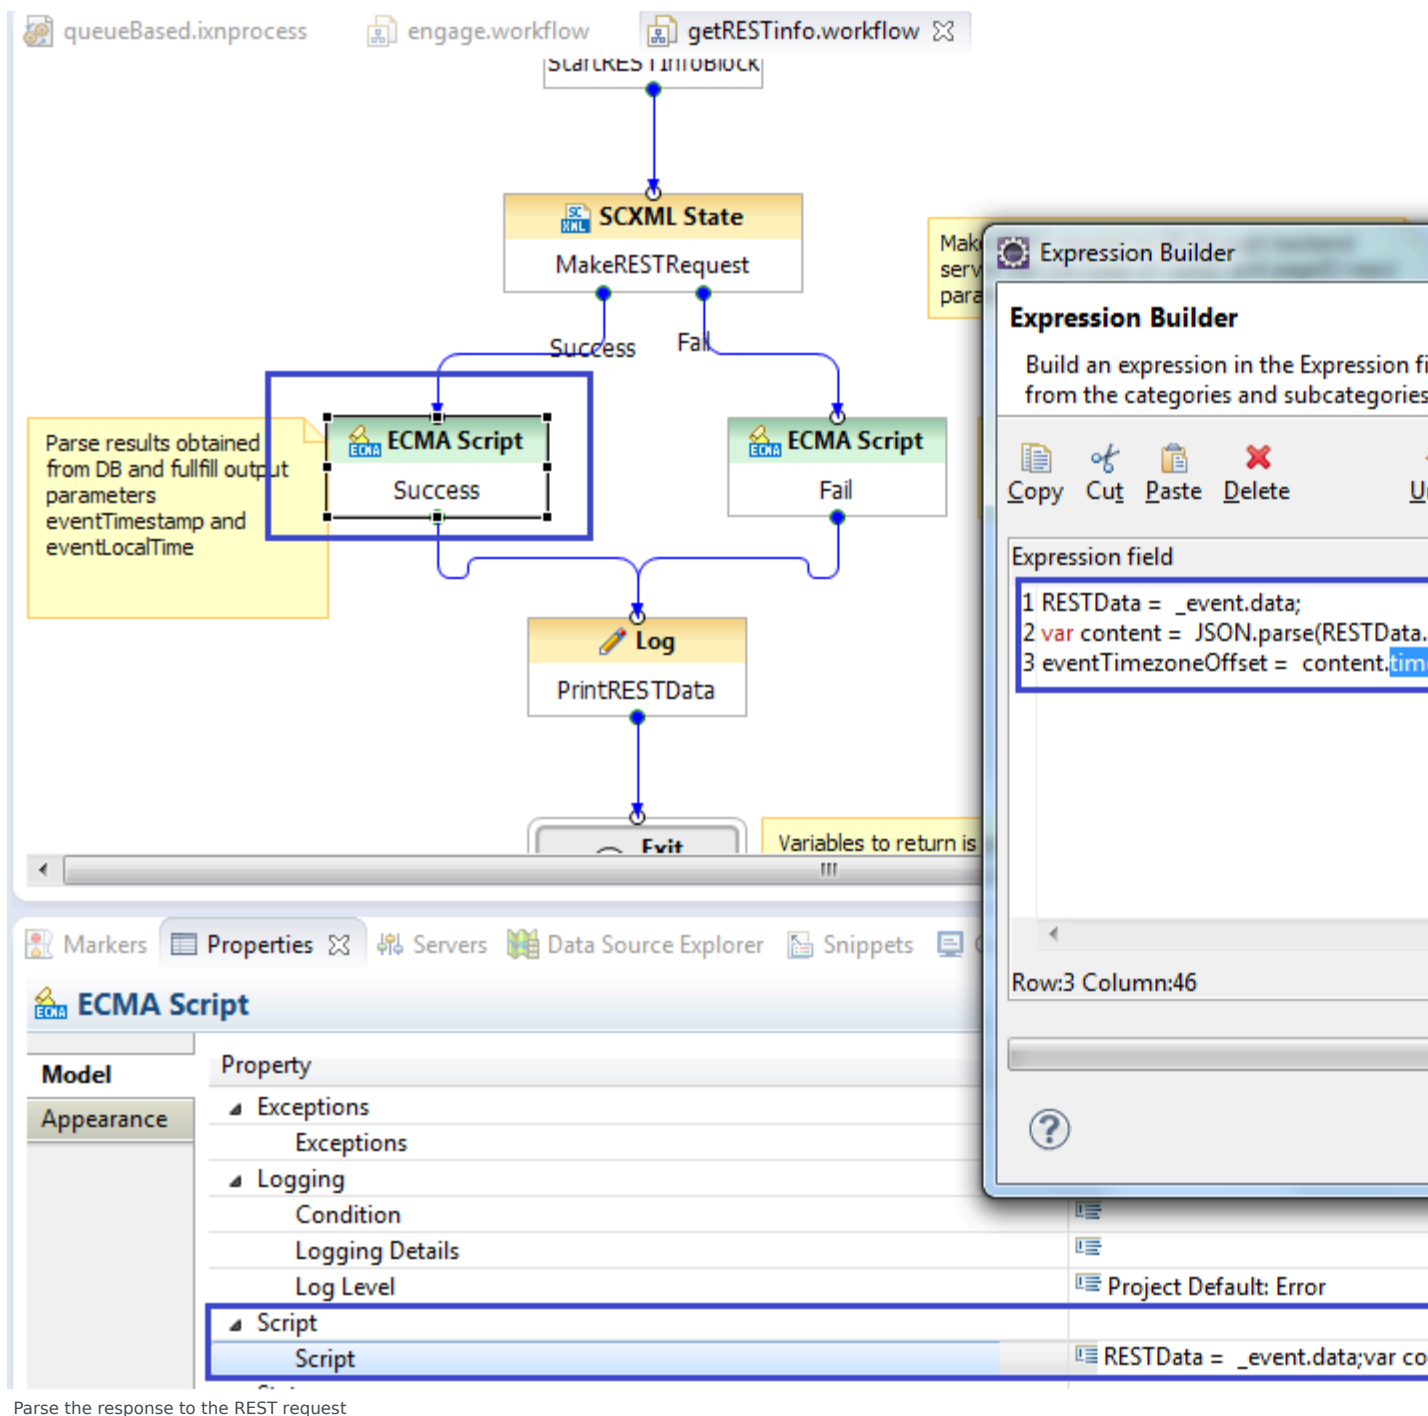 queueBased.ixnprocess engage.workflow getRESTinfo.workflow
StartRESTInfoBlock
SCXML State
MakeRESTRequest
Success Fail
Parse results obtained
from DB and fullfill output
parameters
eventTimestamp and
eventLocalTime
ECMA Script
Success
ECMA Script
Fail
Log
PrintRESTData
Exit
Variables to return is
Expression Builder
Expression Builder
Build an expression in the Expression
from the categories and subcategories
Copy Cut Paste Delete
Expression field
1 RESTData = _event.data;
2 var content = JSON.parse(RESTData.
3 eventTimezoneOffset = content.
Row:3 Column:46
Markers Properties Servers Data Source Explorer Snippets
ECMA Script
Model
Appearance
Property
Exceptions
Exceptions
Logging
Condition
Logging Details
Log Level Project Default: Error
Script
Script RESTData = _event.data;var co
Parse the response to the REST request